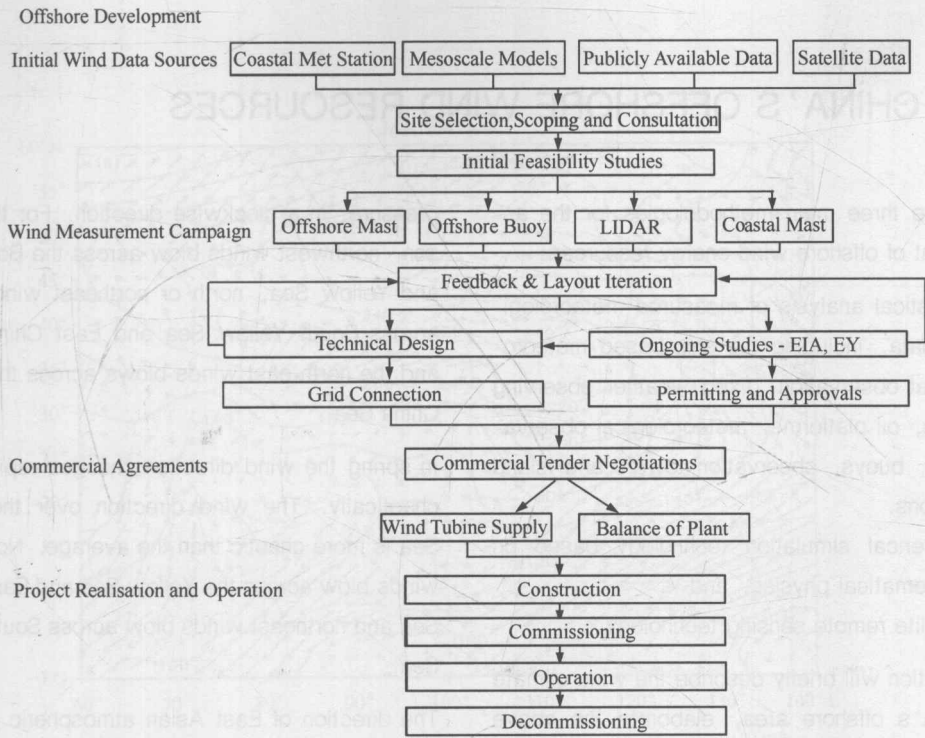 Offshore Development
Initial Wind Data Sources
Coastal Met Station
Mesoscale Models
Publicly Available Data
Satellite Data
Site Selection,Scoping and Consultation
Initial Feasibility Studies
Wind Measurement Campaign
Offshore Mast
Offshore Buoy
LIDAR
Coastal Mast
Feedback & Layout Iteration
Technical Design
Ongoing Studies - EIA, EY
Grid Connection
Permitting and Approvals
Commercial Agreements
Commercial Tender Negotiations
Wind Tubine Supply
Balance of Plant
Project Realisation and Operation
Construction
Commissioning
Operation
Decommissioning